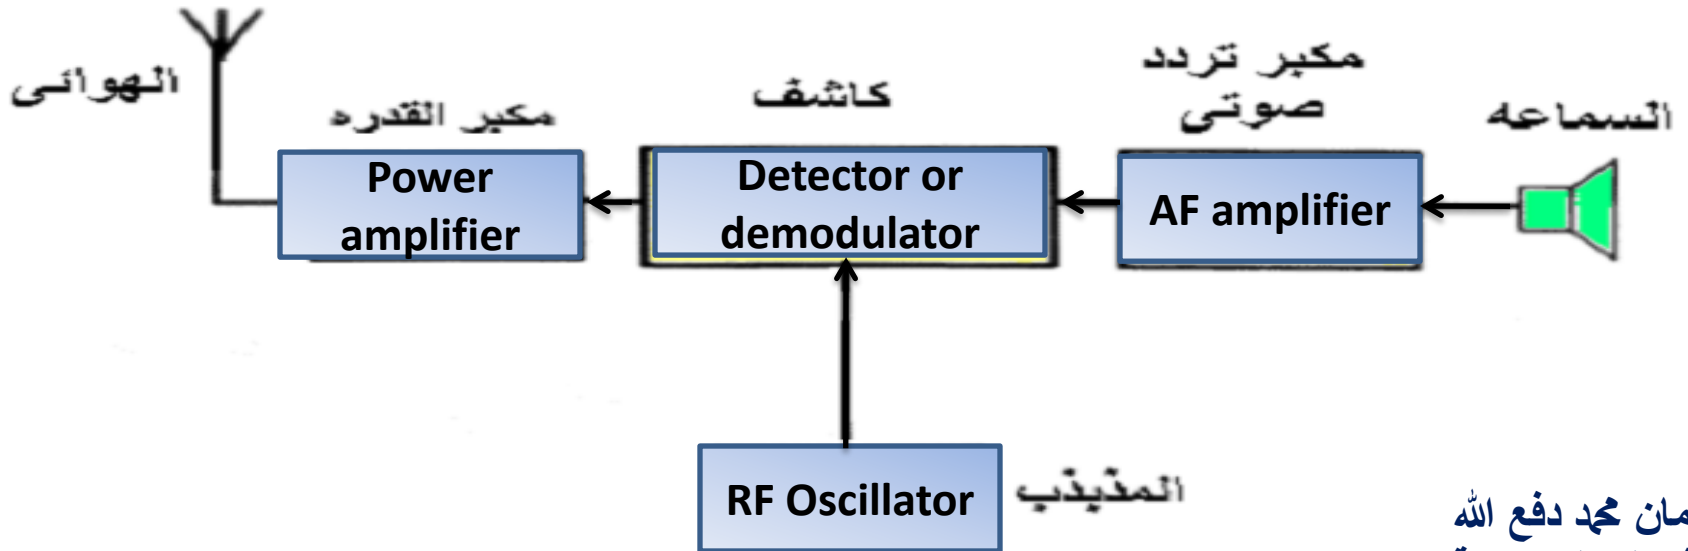 الهوائى
مكبر القدره
كاشف
مكبر تردد
صوتى
السماعه
Power
amplifier
Detector or
demodulator
AF amplifier
RF Oscillator
المذبذب
محمد دفع الله